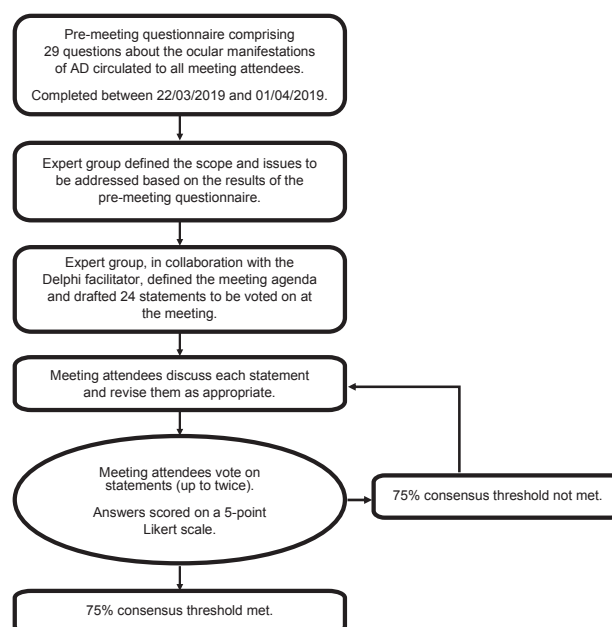 Pre-meeting questionnaire comprising
29 questions about the ocular manifestations
of AD circulated to all meeting attendees.
Completed between 22/03/2019 and 01/04/2019.
Expert group defined the scope and issues to
be addressed based on the results of the
pre-meeting questionnaire.
Expert group, in collaboration with the
Delphi facilitator, defined the meeting agenda
and drafted 24 statements to be voted on at
the meeting.
Meeting attendees discuss each statement
and revise them as appropriate.
Meeting attendees vote on
statements (up to twice).
Answers scored on a 5-point
Likert scale.
75% consensus threshold not met.
75% consensus threshold met.